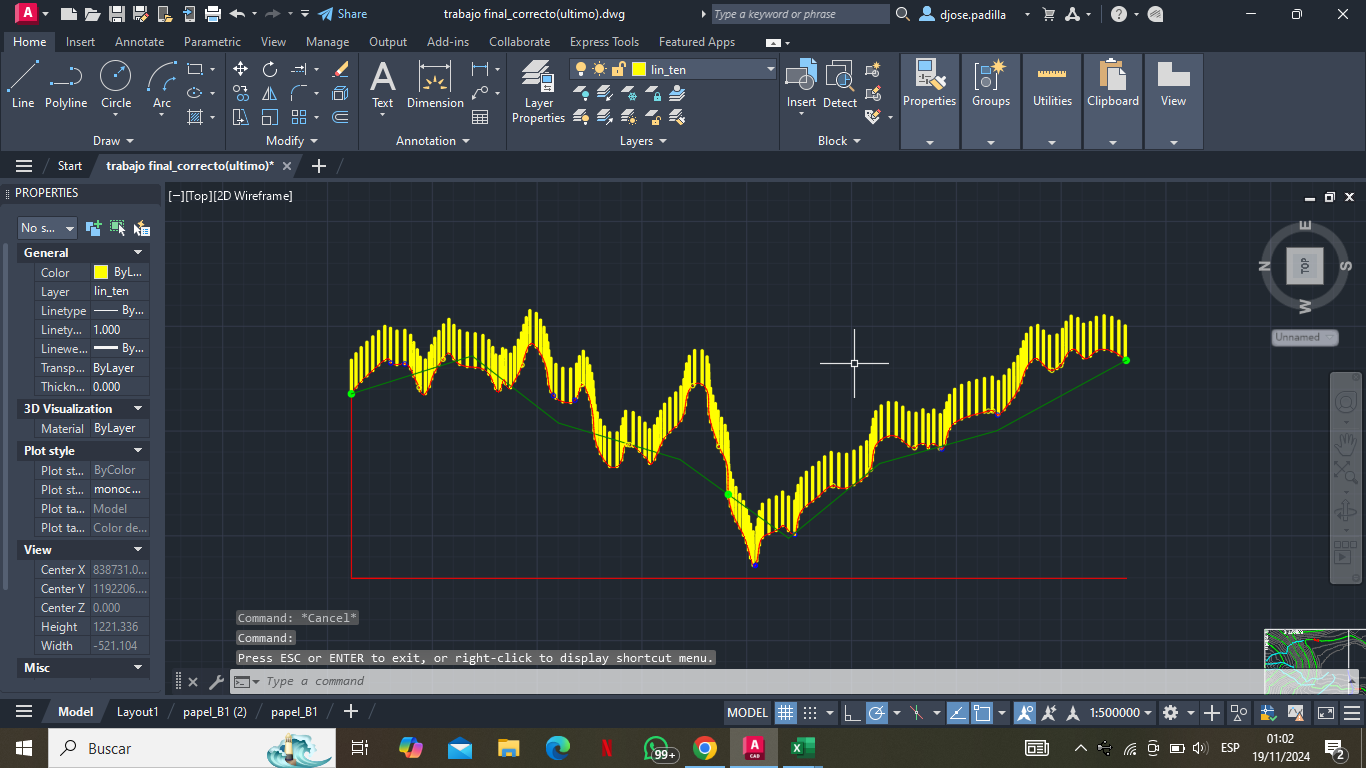 Share
trabajo final_correcto(ultimo).dwg
Type a keyword or phrase
djose.padilla
Home Insert Annotate Parametric View Manage Output Add-ins Collaborate Express Tools Featured Apps
lin_ten
Line Polyline Circle Arc Text Dimension Layer Properties Insert Detect Properties Groups Utilities Clipboard View
Draw Modify Annotation Layers Block
Start trabajo final_correcto(ultimo)*
PROPERTIES
[−][Top][2D Wireframe]
No s...
General
Color ByL...
Layer lin_ten
Linetype By...
Linety... 1.000
Linewe... By...
Transp... ByLayer
Thickn... 0.000
3D Visualization
Material ByLayer
Plot style
Plot st... ByColor
Plot st... monoc...
Plot ta... Model
Plot ta... Color de...
View
Center X 838731.0...
Center Y 1192206....
Center Z 0.000
Height 1221.336
Width -521.104
Misc
E
N TOP S
W
Unnamed
Command: *Cancel*
Command:
Press ESC or ENTER to exit, or right-click to display shortcut menu.
Type a command
Model Layout1 papel_B1 (2) papel_B1
MODEL 1:500000
Buscar
99+
ESP
01:02
19/11/2024
2